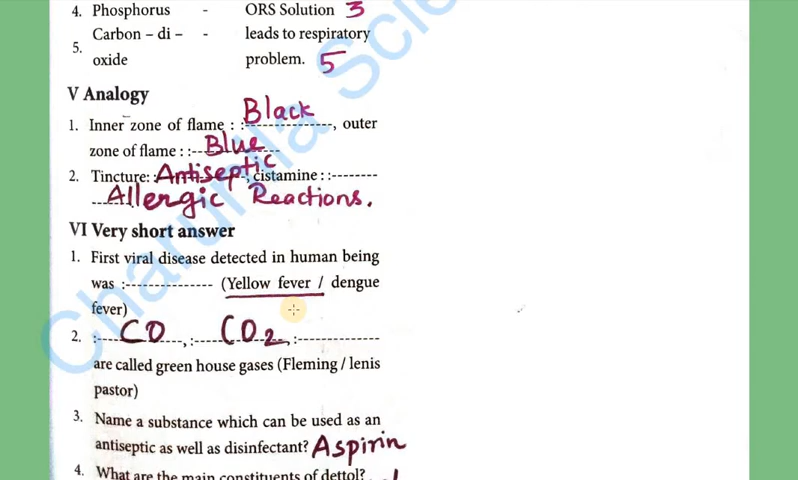 4. Phosphorus - ORS Solution 3
5. Carbon – di – oxide - leads to respiratory problem. 5
V Analogy
1. Inner zone of flame : :Black----------------, outer
zone of flame : :---Blue----
2. Tincture: :Antiseptic-, cistamine : :--------
Allergic Reactions.
VI Very short answer
1. First viral disease detected in human being
was :--------------- (Yellow fever / dengue
fever)
2. :----CO----, :-----CO2---, :---------------
are called green house gases (Fleming / lenis
pastor)
3. Name a substance which can be used as an
antiseptic as well as disinfectant? Aspirin
4. What are the main constituents of dettol?